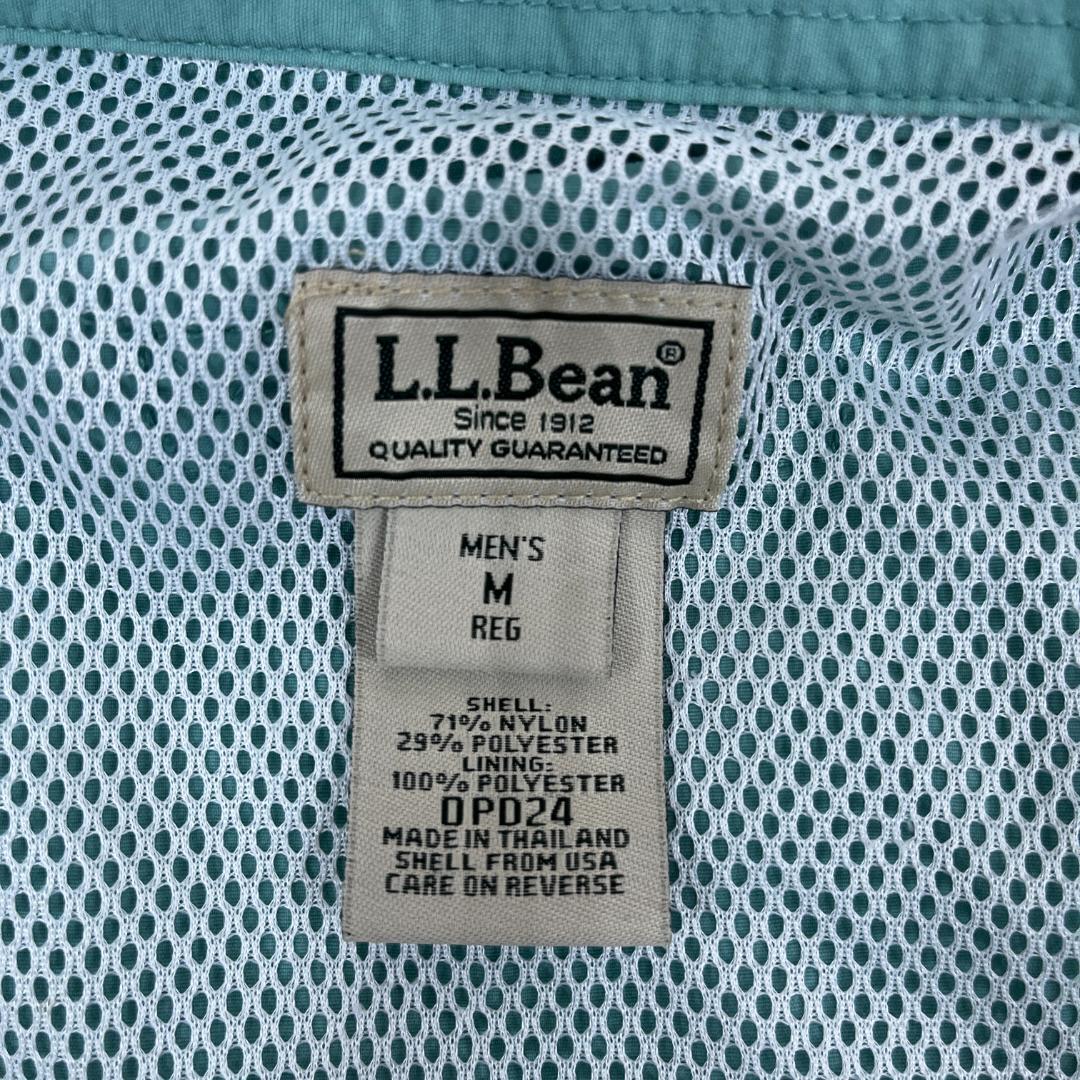 L.L.Bean®
Since 1912
QUALITY GUARANTEED
MEN'S
M
REG
SHELL:
71% NYLON
29% POLYESTER
LINING:
100% POLYESTER
0PD24
MADE IN THAILAND
SHELL FROM USA
CARE ON REVERSE